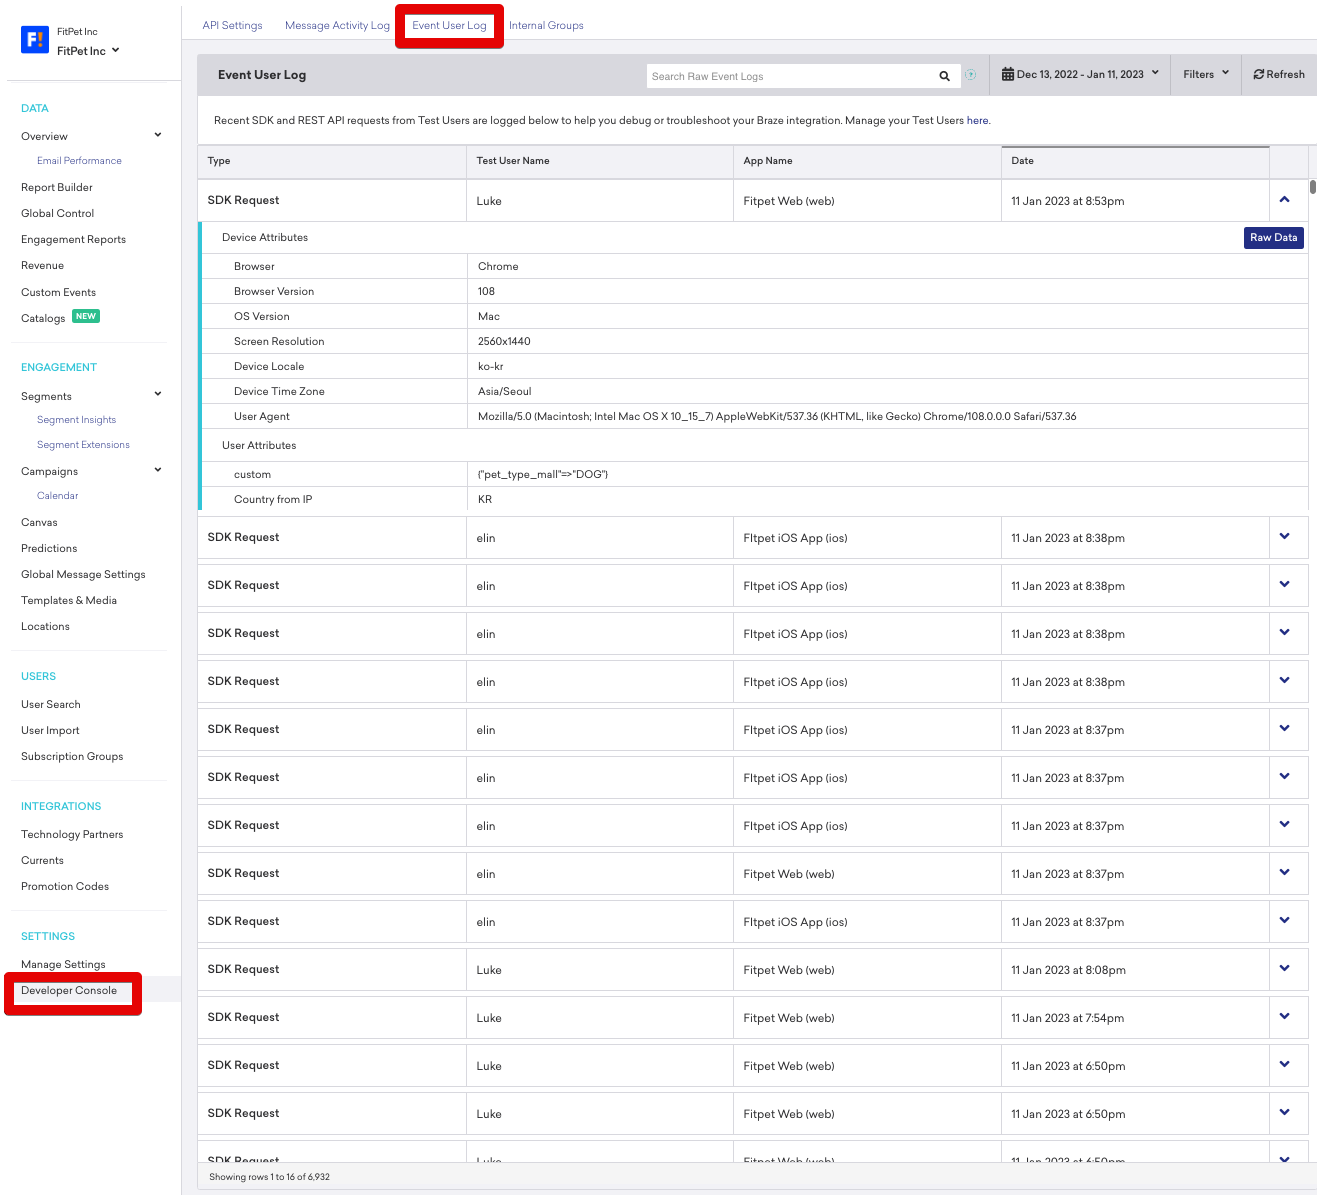 FitPet Inc
FitPet Inc
API Settings Message Activity Log Event User Log Internal Groups
DATA
Overview
Email Performance
Report Builder
Global Control
Engagement Reports
Revenue
Custom Events
Catalogs NEW
ENGAGEMENT
Segments
Segment Insights
Segment Extensions
Campaigns
Calendar
Canvas
Predictions
Global Message Settings
Templates & Media
Locations
USERS
User Search
User Import
Subscription Groups
INTEGRATIONS
Technology Partners
Currents
Promotion Codes
SETTINGS
Manage Settings
Developer Console
Event User Log Search Raw Event Logs ? Dec 13, 2022 - Jan 11, 2023 Filters Refresh
Recent SDK and REST API requests from Test Users are logged below to help you debug or troubleshoot your Braze integration. Manage your Test Users here.
Type Test User Name App Name Date
SDK Request Luke Fitpet Web (web) 11 Jan 2023 at 8:53pm
Device Attributes Raw Data
Browser Chrome
Browser Version 108
OS Version Mac
Screen Resolution 2560x1440
Device Locale ko-kr
Device Time Zone Asia/Seoul
User Agent Mozilla/5.0 (Macintosh; Intel Mac OS X 10_15_7) AppleWebKit/537.36 (KHTML, like Gecko) Chrome/108.0.0.0 Safari/537.36
User Attributes
custom {"pet_type_mall"=>"DOG"}
Country from IP KR
SDK Request elin FItpet iOS App (ios) 11 Jan 2023 at 8:38pm
SDK Request elin FItpet iOS App (ios) 11 Jan 2023 at 8:38pm
SDK Request elin FItpet iOS App (ios) 11 Jan 2023 at 8:38pm
SDK Request elin FItpet iOS App (ios) 11 Jan 2023 at 8:38pm
SDK Request elin FItpet iOS App (ios) 11 Jan 2023 at 8:37pm
SDK Request elin FItpet iOS App (ios) 11 Jan 2023 at 8:37pm
SDK Request elin FItpet iOS App (ios) 11 Jan 2023 at 8:37pm
SDK Request elin Fitpet Web (web) 11 Jan 2023 at 8:37pm
SDK Request elin FItpet iOS App (ios) 11 Jan 2023 at 8:37pm
SDK Request Luke Fitpet Web (web) 11 Jan 2023 at 8:08pm
SDK Request Luke Fitpet Web (web) 11 Jan 2023 at 7:54pm
SDK Request Luke Fitpet Web (web) 11 Jan 2023 at 6:50pm
SDK Request Luke Fitpet Web (web) 11 Jan 2023 at 6:50pm
SDK Request Luke Fitpet Web (web) 11 Jan 2023 at 6:50pm
Showing rows 1 to 16 of 6,932